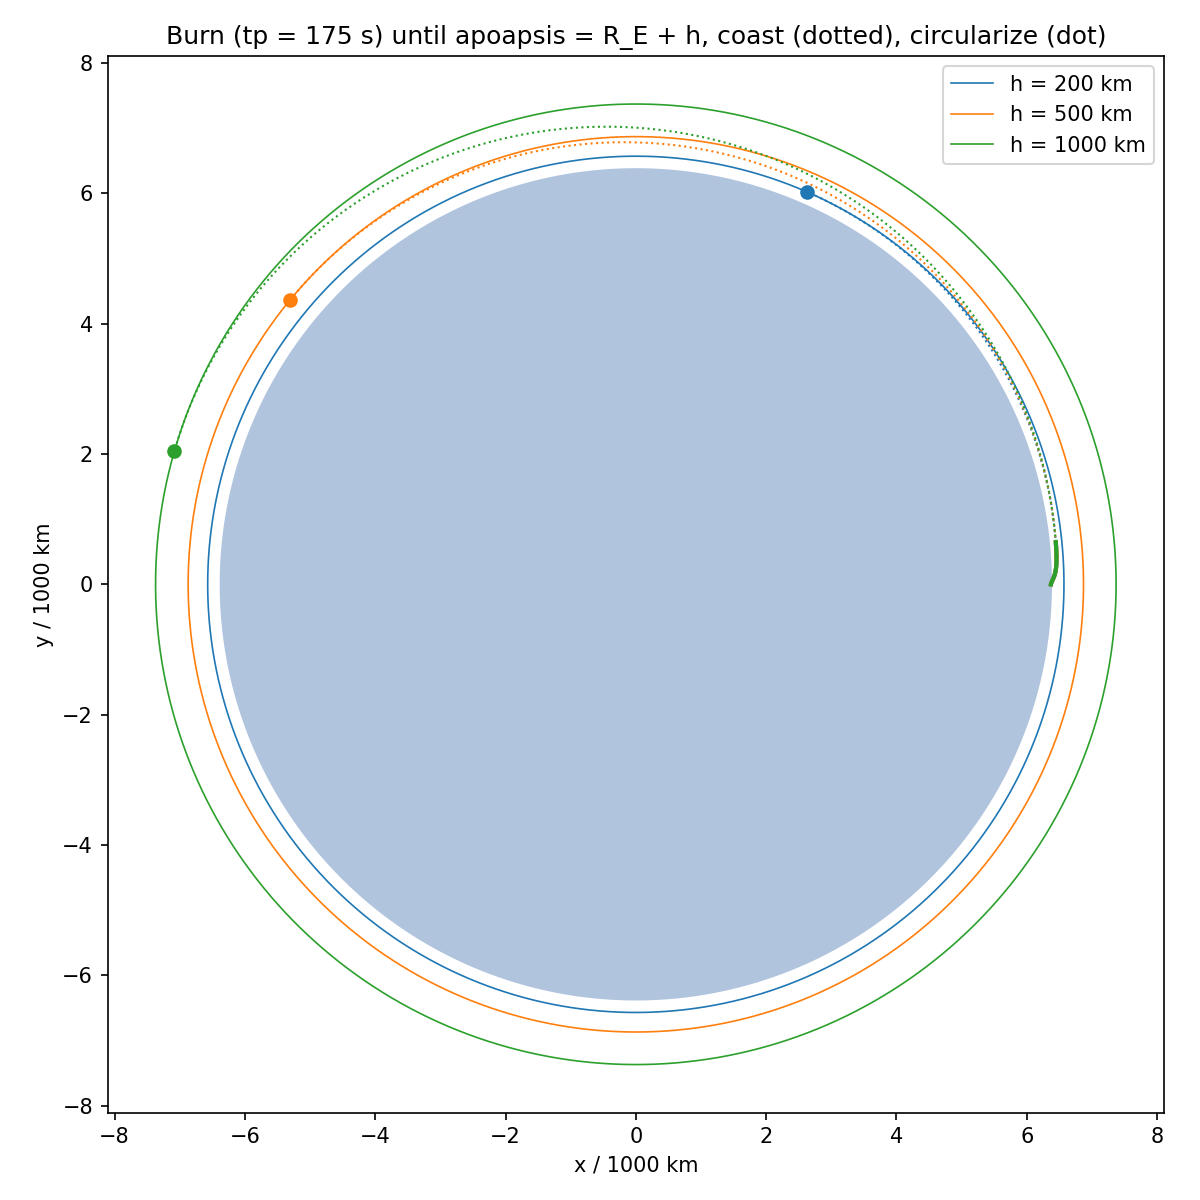 Burn (tp = 175 s) until apoapsis = R_E + h, coast (dotted), circularize (dot)
h = 200 km
h = 500 km
h = 1000 km
8
6
4
2
0
−2
−4
−6
−8
y / 1000 km
−8 −6 −4 −2 0 2 4 6 8
x / 1000 km